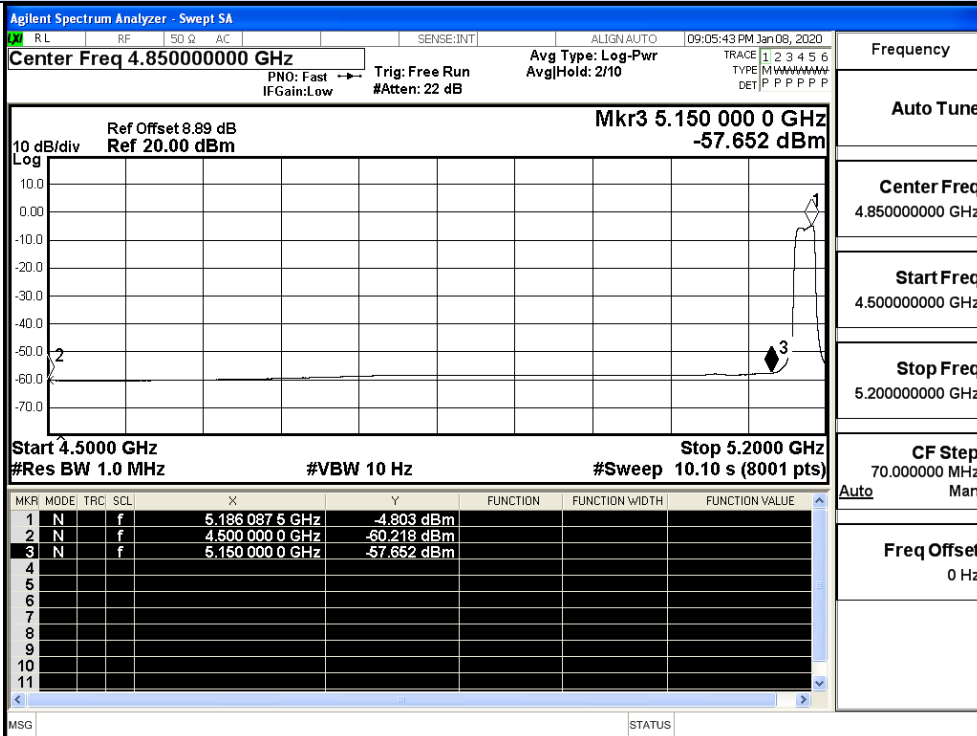 Agilent Spectrum Analyzer - Swept SA
LXI RL RF 50 Ω AC SENSE:INT ALIGN AUTO 09:05:43 PM Jan 08, 2020
Center Freq 4.850000000 GHz
PNO: Fast
IFGain:Low
Trig: Free Run
#Atten: 22 dB
Avg Type: Log-Pwr
Avg|Hold: 2/10
TRACE 1 2 3 4 5 6
TYPE M W W W W W
DET P P P P P P
Frequency
Mkr3 5.150 000 0 GHz
-57.652 dBm
Ref Offset 8.89 dB
10 dB/div Ref 20.00 dBm
Log
10.0
0.00
-10.0
-20.0
-30.0
-40.0
-50.0
-60.0
-70.0
1
2
3
Start 4.5000 GHz Stop 5.2000 GHz
#Res BW 1.0 MHz #VBW 10 Hz #Sweep 10.10 s (8001 pts)
MKR MODE TRC SCL X Y FUNCTION FUNCTION WIDTH FUNCTION VALUE
1 N f 5.186 087 5 GHz -4.803 dBm
2 N f 4.500 000 0 GHz -60.218 dBm
3 N f 5.150 000 0 GHz -57.652 dBm
4
5
6
7
8
9
10
11
MSG STATUS
Auto Tune
Center Freq
4.850000000 GHz
Start Freq
4.500000000 GHz
Stop Freq
5.200000000 GHz
CF Step
70.000000 MHz
Auto Man
Freq Offset
0 Hz